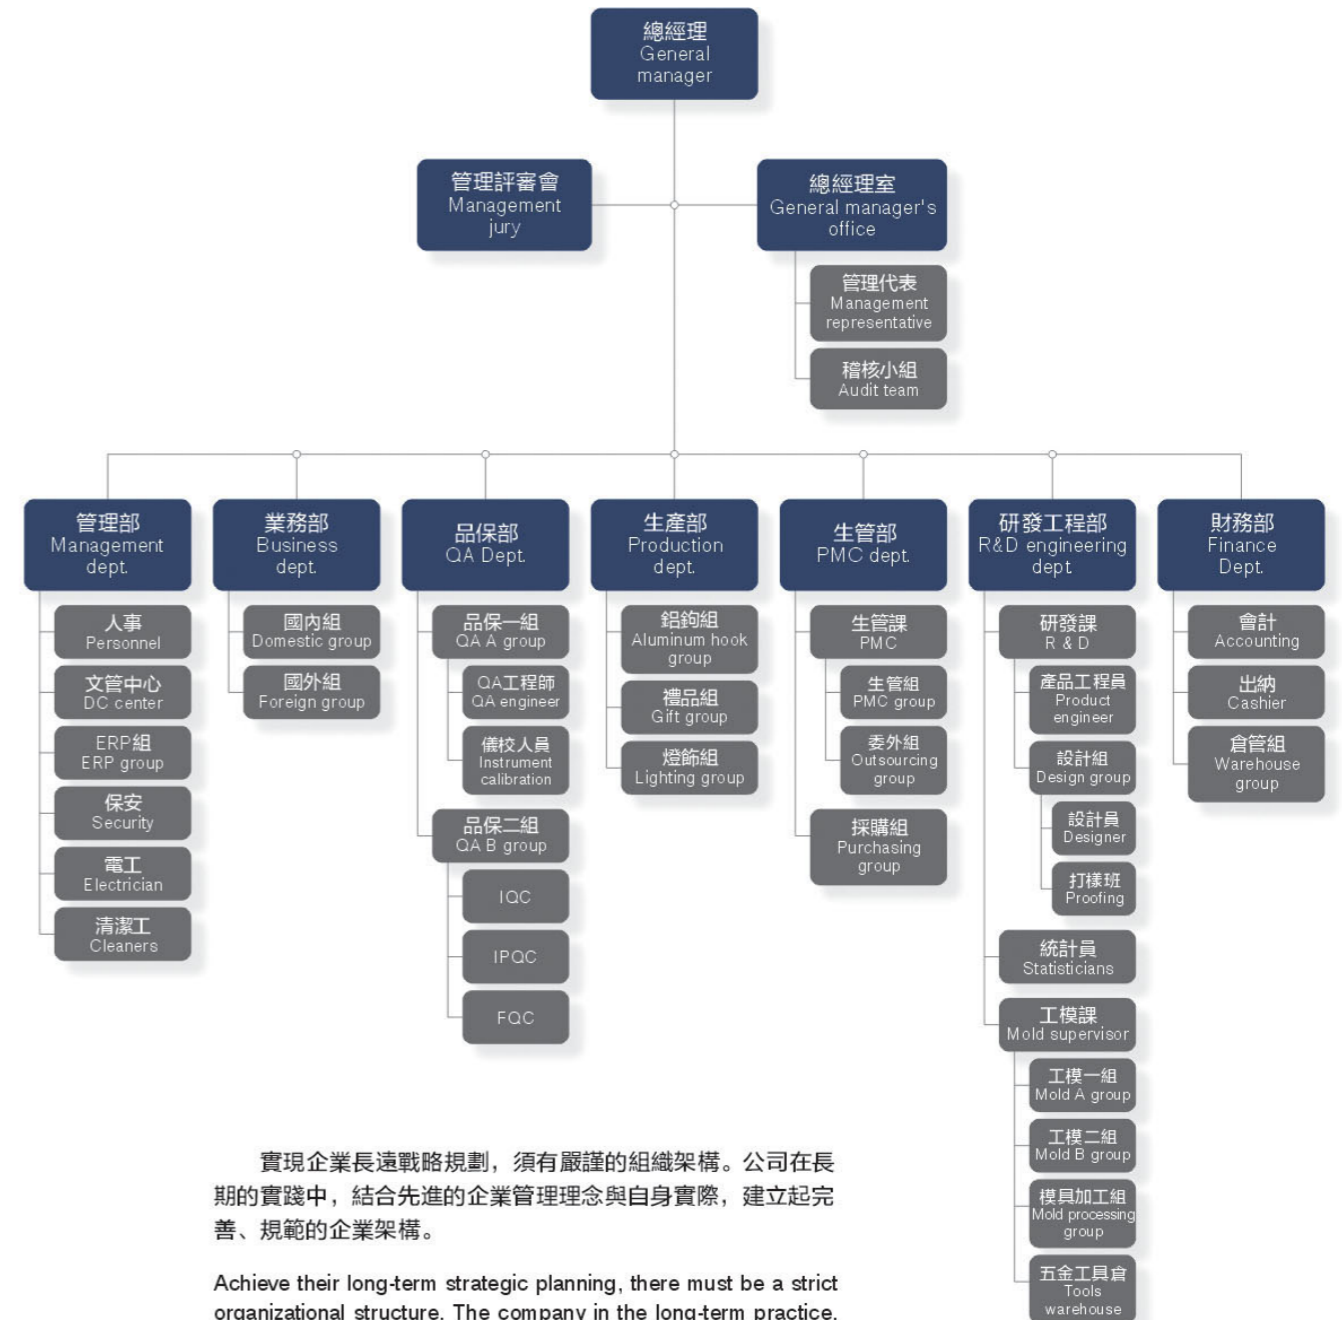 總經理
General
manager
管理評審會
Management
jury
總經理室
General manager's
office
管理代表
Management
representative
稽核小組
Audit team
管理部
Management
dept.
人事
Personnel
文管中心
DC center
ERP組
ERP group
保安
Security
電工
Electrician
清潔工
Cleaners
業務部
Business
dept.
國內組
Domestic group
國外組
Foreign group
品保部
QA Dept.
品保一組
QA A group
QA工程師
QA engineer
儀校人員
Instrument
calibration
品保二組
QA B group
IQC
IPQC
FQC
生產部
Production
dept.
鋁鉤組
Aluminum hook
group
禮品組
Gift group
燈飾組
Lighting group
生管部
PMC dept.
生管課
PMC
生管組
PMC group
委外組
Outsourcing
group
採購組
Purchasing
group
研發工程部
R&D engineering
dept
研發課
R & D
產品工程員
Product
engineer
設計組
Design group
設計員
Designer
打樣班
Proofing
統計員
Statisticians
工模課
Mold supervisor
工模一組
Mold A group
工模二組
Mold B group
模具加工組
Mold processing
group
五金工具倉
Tools
warehouse
財務部
Finance
Dept.
會計
Accounting
出納
Cashier
倉管組
Warehouse
group
實現企業長遠戰略規劃，須有嚴謹的組織架構。公司在長
期的實踐中，結合先進的企業管理理念與自身實際，建立起完
善、規範的企業架構。
Achieve their long-term strategic planning, there must be a strict
organizational structure. The company in the long-term practice,